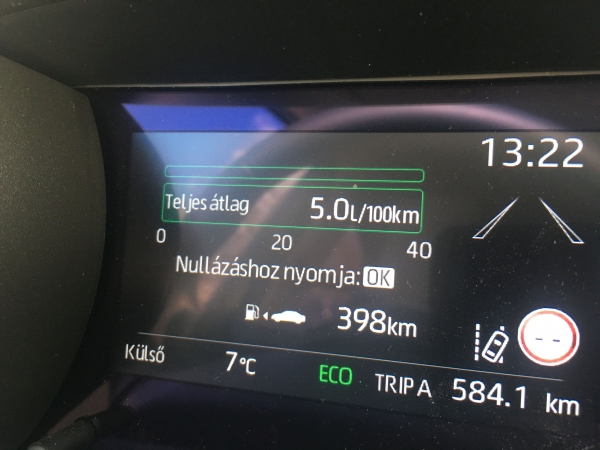 13:22
Teljes átlag 5.0L/100km
0 20 40
Nullázáshoz nyomja: OK
398km
--
Külső 7°C ECO TRIP A 584.1 km